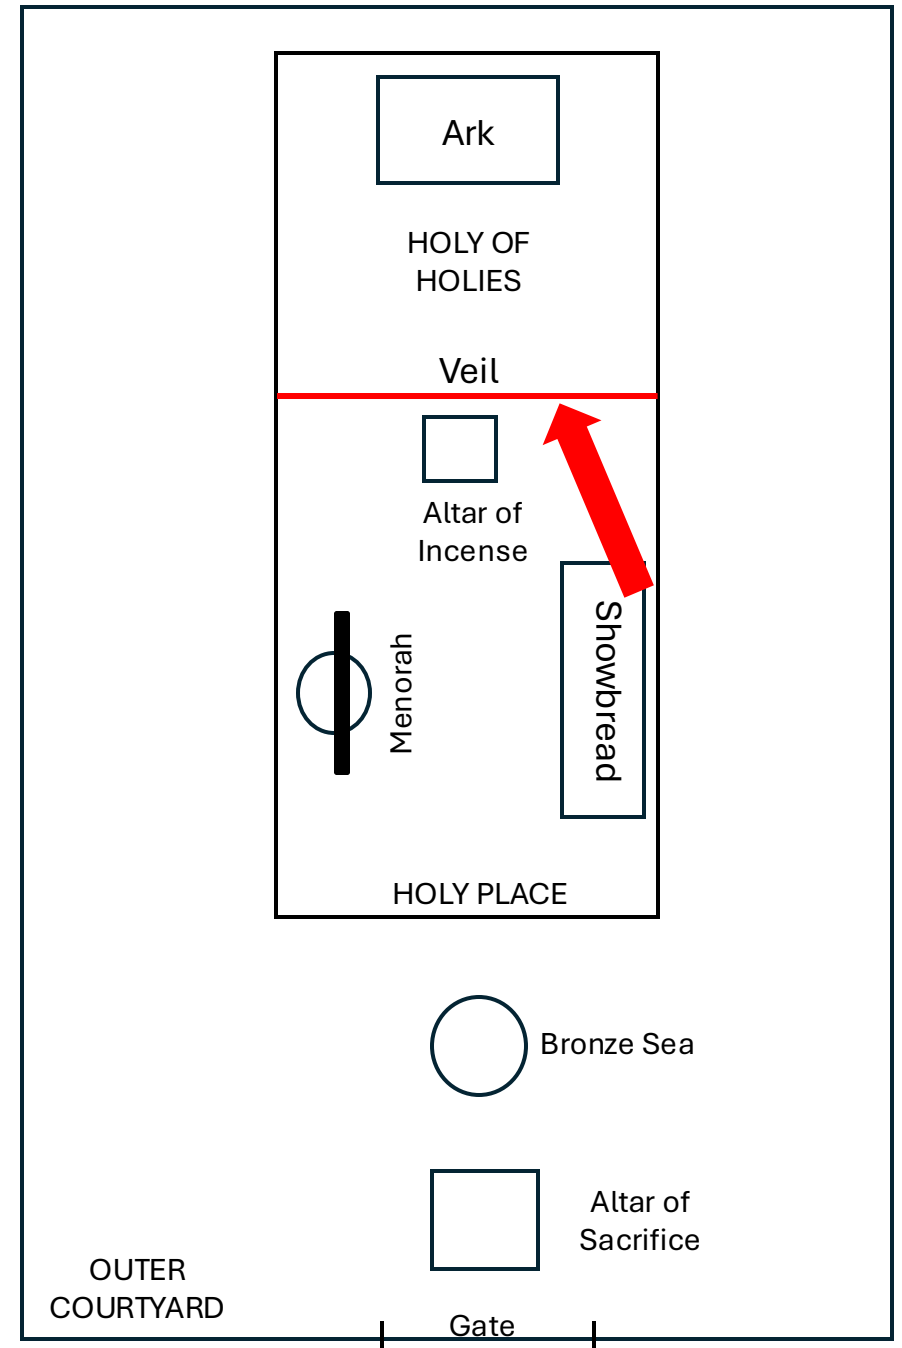 Ark
HOLY OF
HOLIES
Veil
Altar of
Incense
Menorah
Showbread
HOLY PLACE
Bronze Sea
Altar of
Sacrifice
OUTER
COURTYARD
Gate